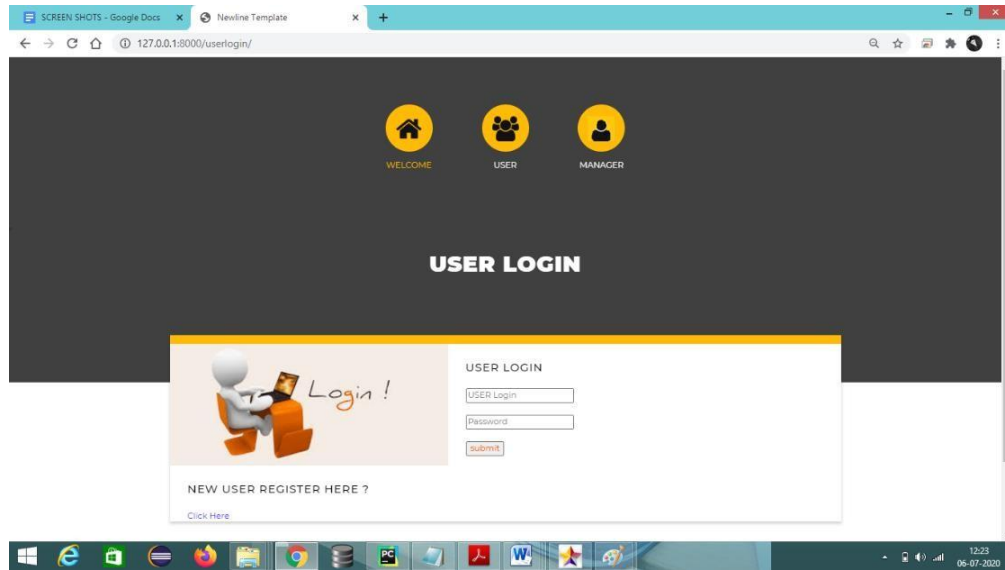 SCREEN SHOTS - Google Docs
Newline Template
127.0.0.1:8000/userlogin/
WELCOME
USER
MANAGER
USER LOGIN
Login !
USER LOGIN
USER Login
Password
submit
NEW USER REGISTER HERE ?
Click Here
PC
W
12:23
06-07-2020